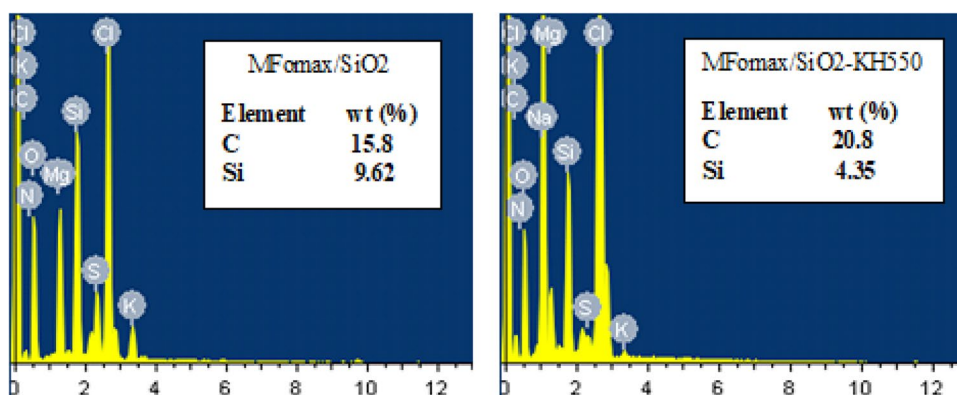 Cl
K
C
O
N
Mg
Si
S
Cl
K
MFomax/SiO2
Element wt (%)
C 15.8
Si 9.62
0 2 4 6 8 10 12
Cl
K
C
O
N
Mg
Na
Si
S
Cl
K
MFomax/SiO2-KH550
Element wt (%)
C 20.8
Si 4.35
0 2 4 6 8 10 12